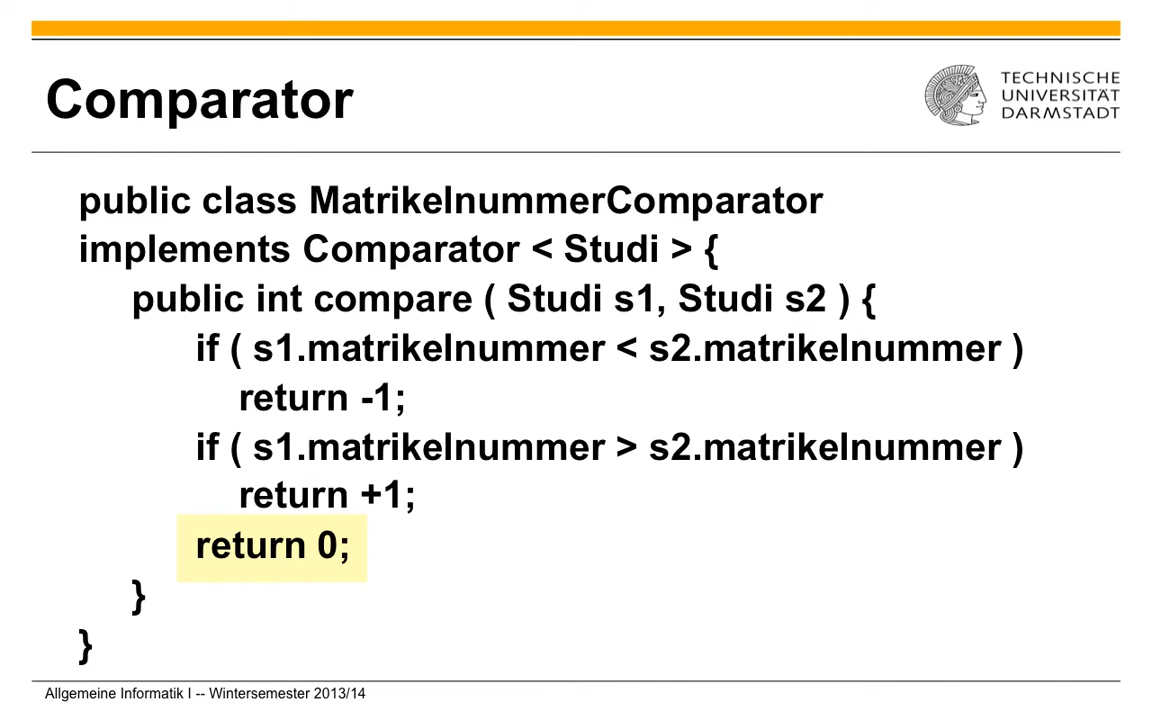 Comparator
TECHNISCHE
UNIVERSITÄT
DARMSTADT
public class MatrikelnummerComparator
implements Comparator < Studi > {
public int compare ( Studi s1, Studi s2 ) {
if ( s1.matrikelnummer < s2.matrikelnummer )
return -1;
if ( s1.matrikelnummer > s2.matrikelnummer )
return +1;
return 0;
}
}
Allgemeine Informatik I -- Wintersemester 2013/14